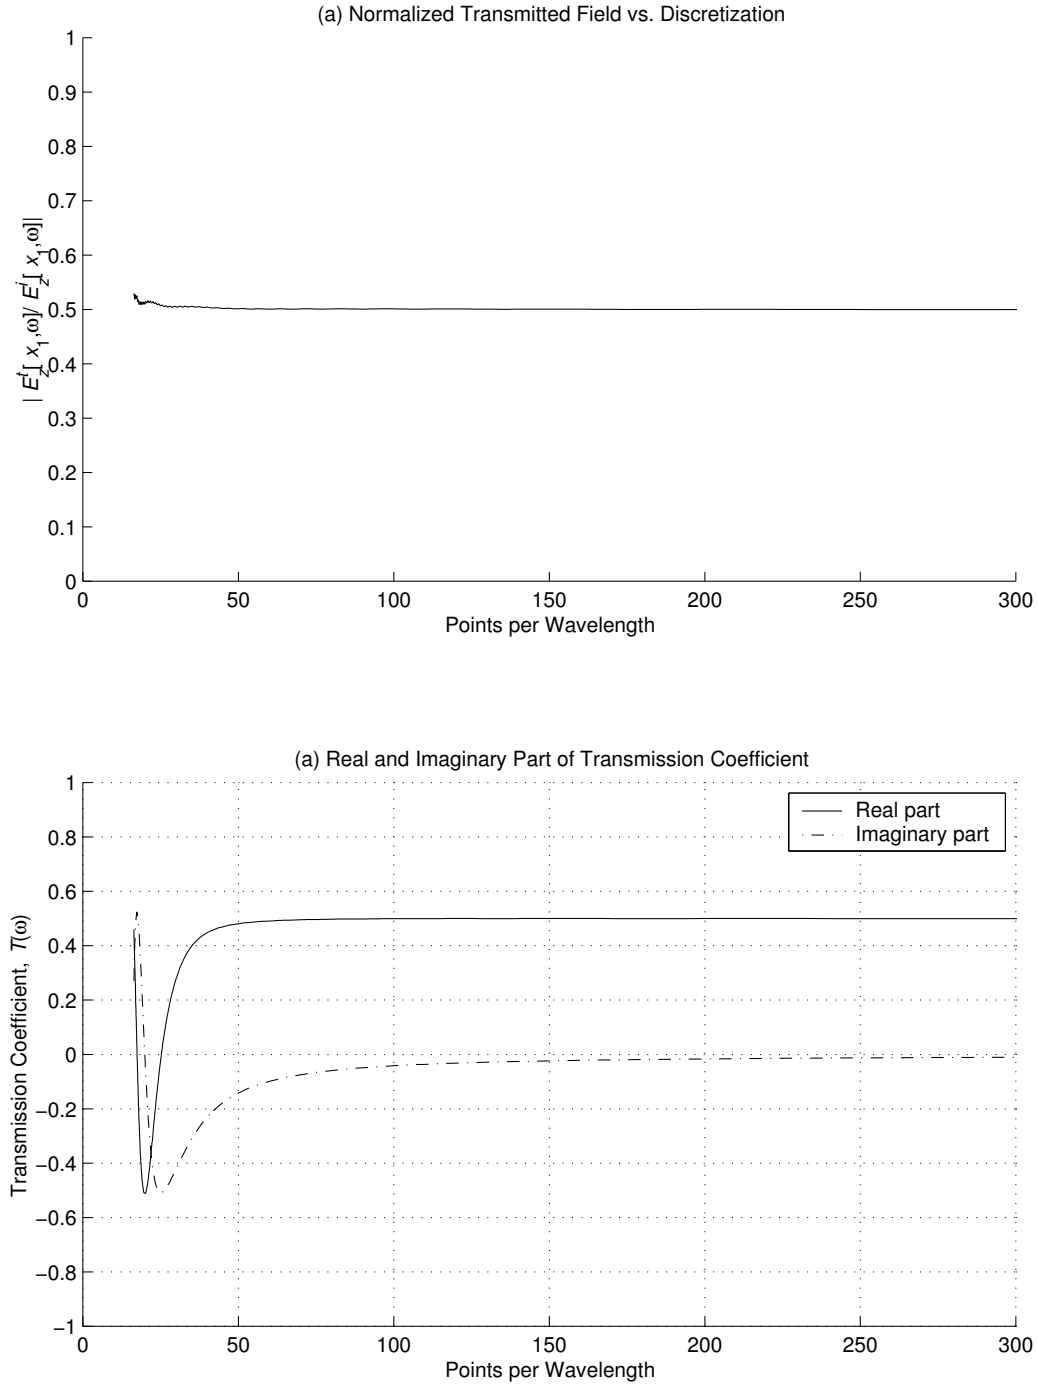 (a) Normalized Transmitted Field vs. Discretization
1
0.9
0.8
0.7
0.6
0.5
0.4
0.3
0.2
0.1
0
| E_z^t[ x_1,ω]/ E_z^i[ x_1,ω]|
0 50 100 150 200 250 300
Points per Wavelength
(a) Real and Imaginary Part of Transmission Coefficient
1
0.8
0.6
0.4
0.2
0
−0.2
−0.4
−0.6
−0.8
−1
Transmission Coefficient, T(ω)
Real part
Imaginary part
0 50 100 150 200 250 300
Points per Wavelength